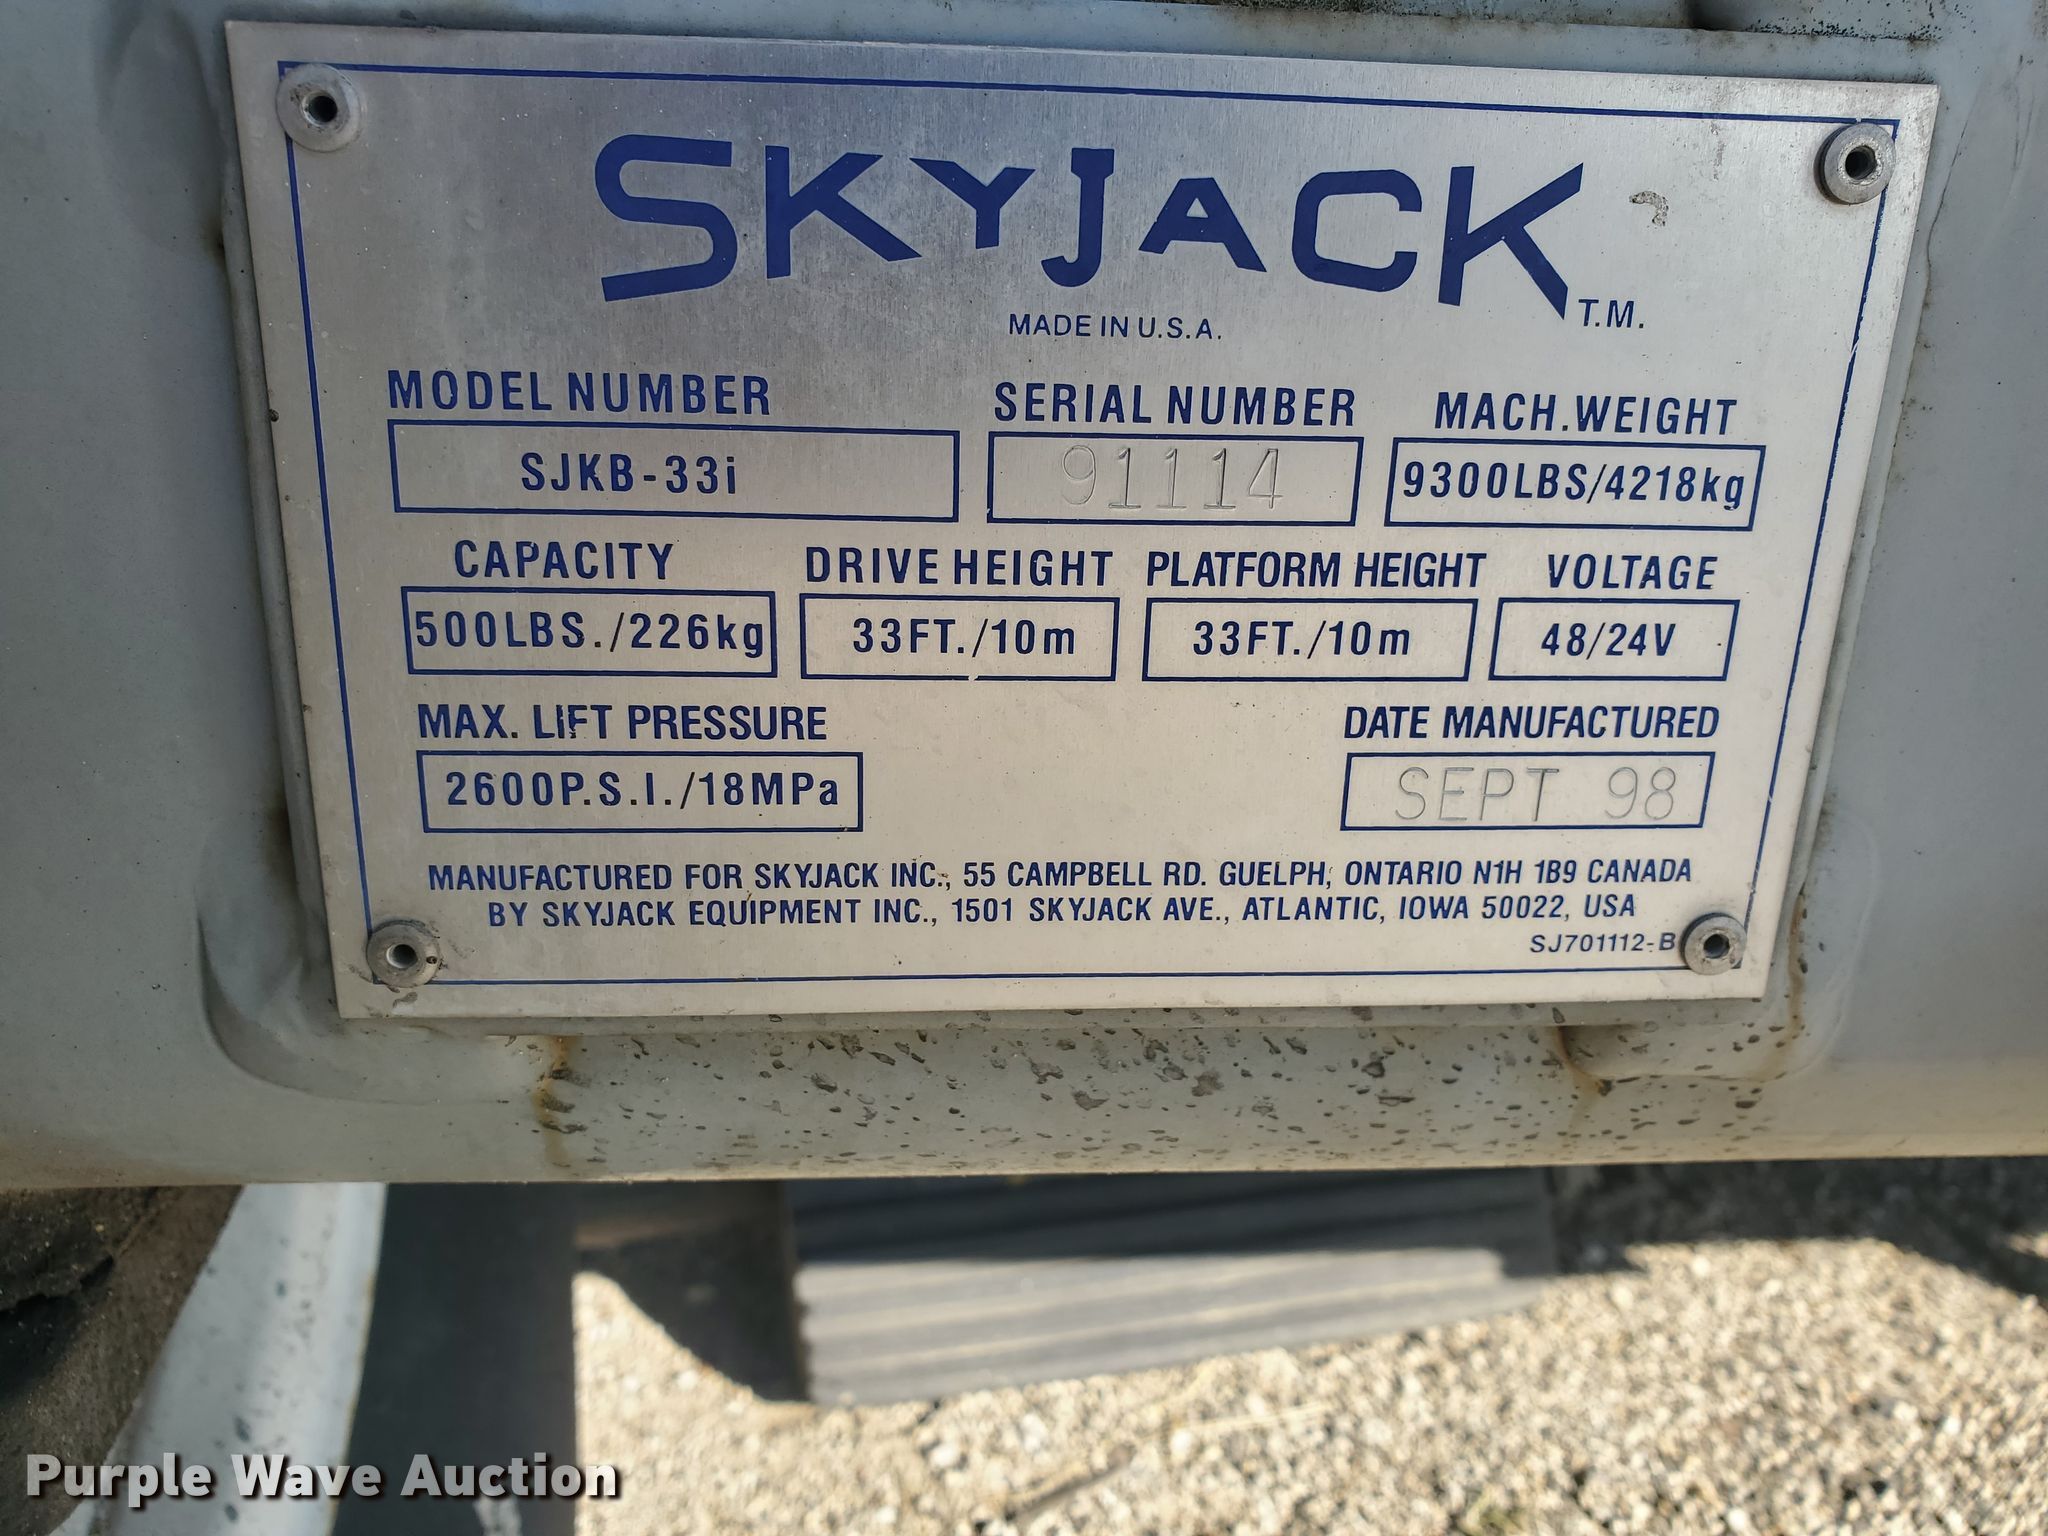 SKYJACK T.M.
MADE IN U.S.A.
MODEL NUMBER SERIAL NUMBER MACH.WEIGHT
SJKB-33i 91114 9300LBS/4218kg
CAPACITY DRIVE HEIGHT PLATFORM HEIGHT VOLTAGE
500LBS./226kg 33FT./10m 33FT./10m 48/24V
MAX. LIFT PRESSURE DATE MANUFACTURED
2600P.S.I./18MPa SEPT 98
MANUFACTURED FOR SKYJACK INC., 55 CAMPBELL RD. GUELPH, ONTARIO N1H 1B9 CANADA
BY SKYJACK EQUIPMENT INC., 1501 SKYJACK AVE., ATLANTIC, IOWA 50022, USA
SJ701112-B
Purple Wave Auction